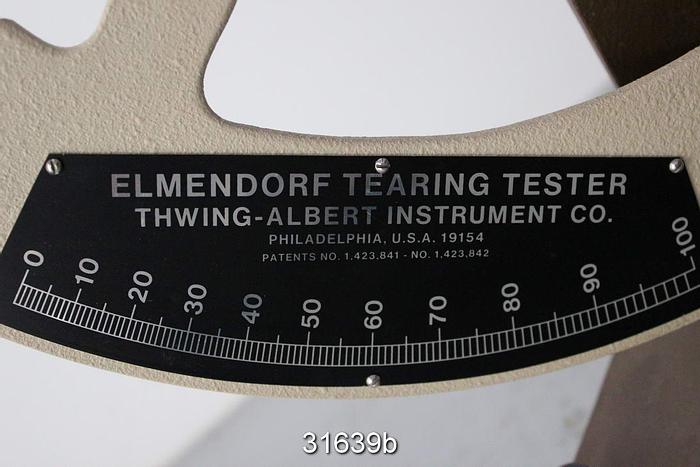 ELMENDORF TEARING TESTER
THWING-ALBERT INSTRUMENT CO.
PHILADELPHIA, U.S.A. 19154
PATENTS NO. 1,423,841 - NO. 1,423,842
0 10 20 30 40 50 60 70 80 90 100
31639b